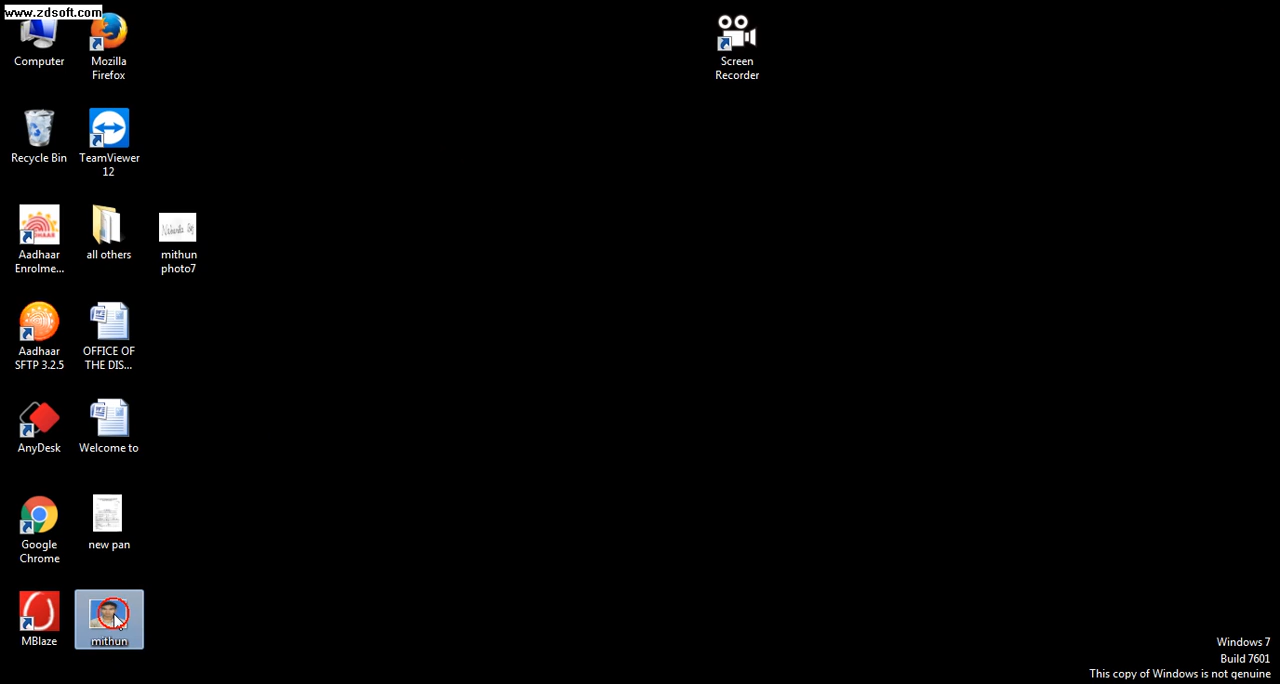 www.zdsoft.com
Computer
Mozilla
Firefox
Screen
Recorder
Recycle Bin
TeamViewer
12
Aadhaar
Enrolme...
all others
mithun
photo7
Aadhaar
SFTP 3.2.5
OFFICE OF
THE DIS...
AnyDesk
Welcome to
Google
Chrome
new pan
MBlaze
mithun
Windows 7
Build 7601
This copy of Windows is not genuine